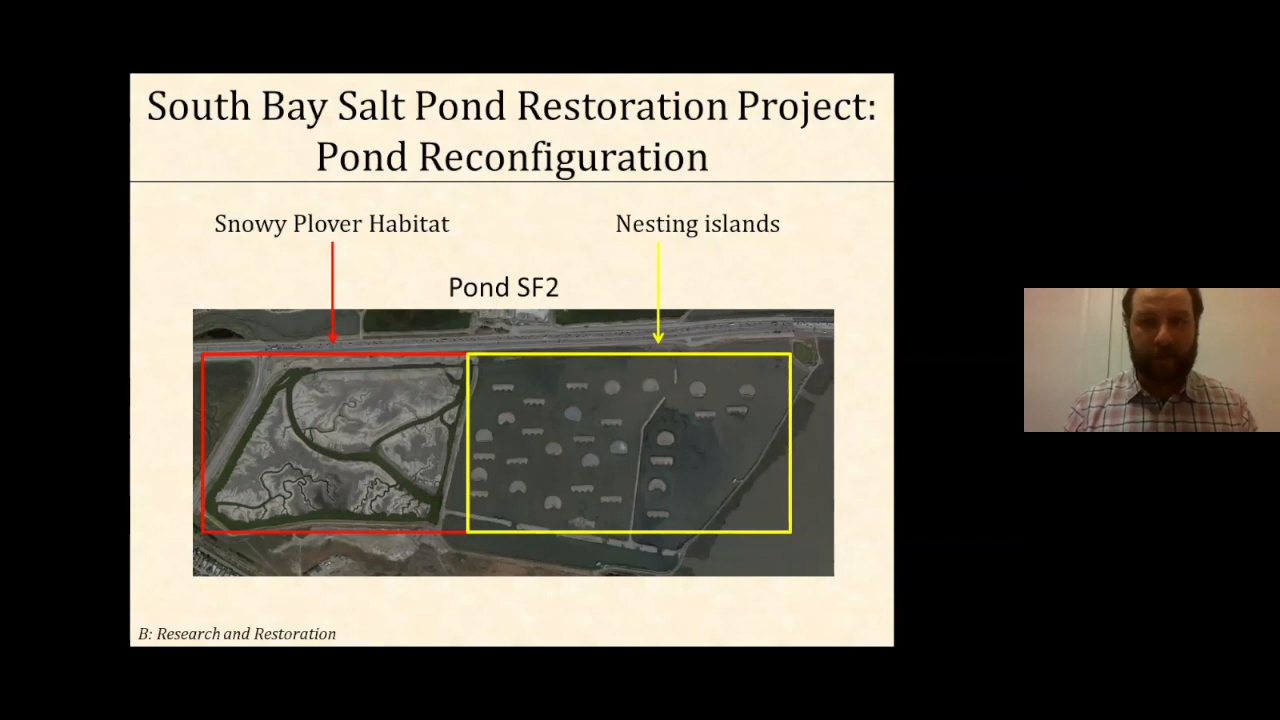 South Bay Salt Pond Restoration Project:
Pond Reconfiguration
Snowy Plover Habitat
Nesting islands
Pond SF2
B: Research and Restoration